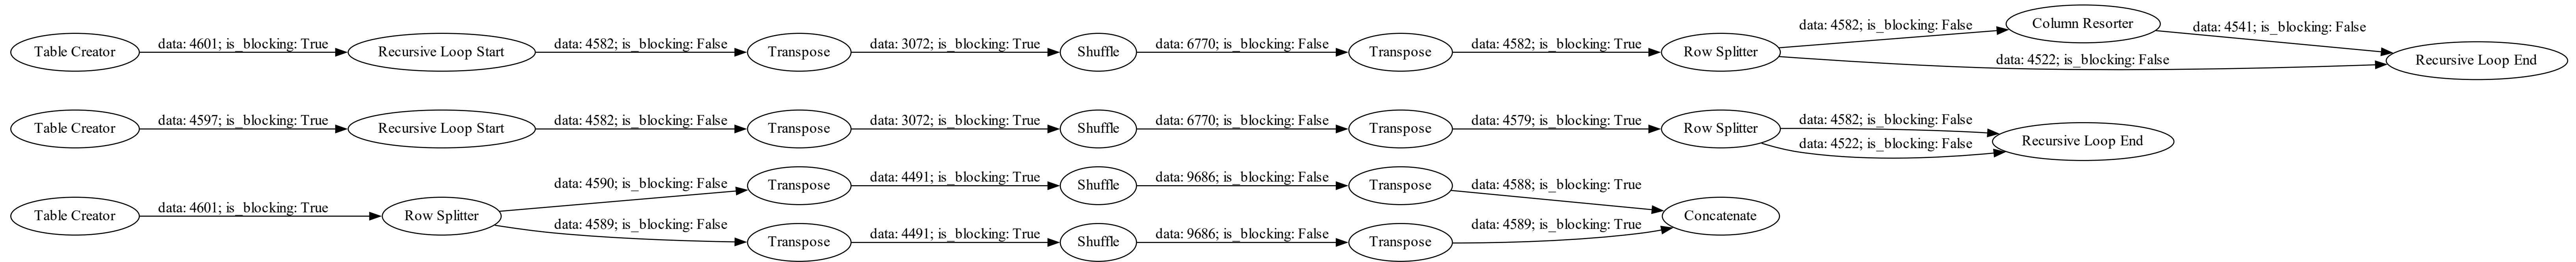 Table Creator
data: 4601; is_blocking: True
Recursive Loop Start
data: 4582; is_blocking: False
Transpose
data: 3072; is_blocking: True
Shuffle
data: 6770; is_blocking: False
Transpose
data: 4582; is_blocking: True
Row Splitter
data: 4582; is_blocking: False
Column Resorter
data: 4541; is_blocking: False
data: 4522; is_blocking: False
Recursive Loop End
Table Creator
data: 4597; is_blocking: True
Recursive Loop Start
data: 4582; is_blocking: False
Transpose
data: 3072; is_blocking: True
Shuffle
data: 6770; is_blocking: False
Transpose
data: 4579; is_blocking: True
Row Splitter
data: 4582; is_blocking: False
data: 4522; is_blocking: False
Recursive Loop End
Table Creator
data: 4601; is_blocking: True
Row Splitter
data: 4590; is_blocking: False
Transpose
data: 4491; is_blocking: True
Shuffle
data: 9686; is_blocking: False
Transpose
data: 4588; is_blocking: True
data: 4589; is_blocking: False
Transpose
data: 4491; is_blocking: True
Shuffle
data: 9686; is_blocking: False
Transpose
data: 4589; is_blocking: True
Concatenate